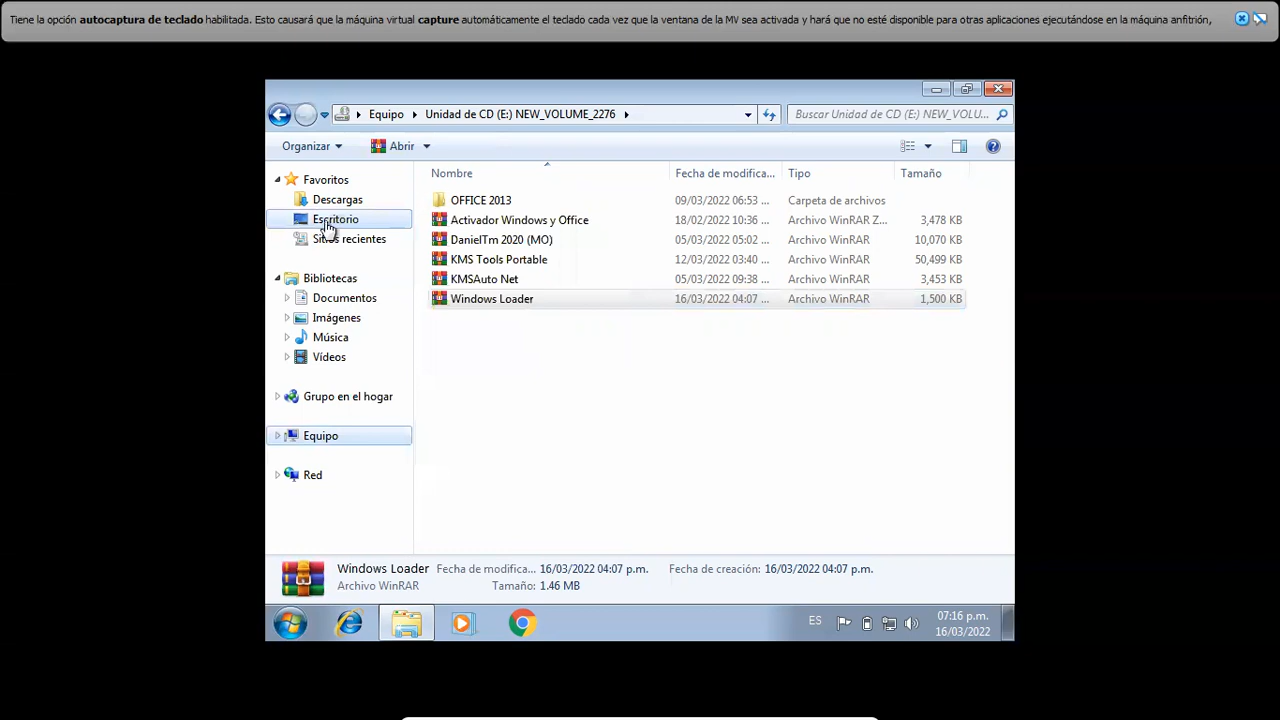 Tiene la opción autocaptura de teclado habilitada. Esto causará que la máquina virtual capture automáticamente el teclado cada vez que la ventana de la MV sea activada y hará que no esté disponible para otras aplicaciones ejecutándose en la máquina anfitrión,
Equipo Unidad de CD (E:) NEW_VOLUME_2276 Buscar Unidad de CD (E:) NEW_VOLU...
Organizar Abrir
Favoritos
Descargas
Escritorio
Sitios recientes
Bibliotecas
Documentos
Imágenes
Música
Vídeos
Grupo en el hogar
Equipo
Red
Nombre Fecha de modifica... Tipo Tamaño
OFFICE 2013 09/03/2022 06:53 ... Carpeta de archivos
Activador Windows y Office 18/02/2022 10:36 ... Archivo WinRAR Z... 3,478 KB
DanielTm 2020 (MO) 05/03/2022 05:02 ... Archivo WinRAR 10,070 KB
KMS Tools Portable 12/03/2022 03:40 ... Archivo WinRAR 50,499 KB
KMSAuto Net 05/03/2022 09:38 ... Archivo WinRAR 3,453 KB
Windows Loader 16/03/2022 04:07 ... Archivo WinRAR 1,500 KB
Windows Loader Fecha de modifica... 16/03/2022 04:07 p.m. Fecha de creación: 16/03/2022 04:07 p.m.
Archivo WinRAR Tamaño: 1.46 MB
ES 07:16 p.m.
16/03/2022